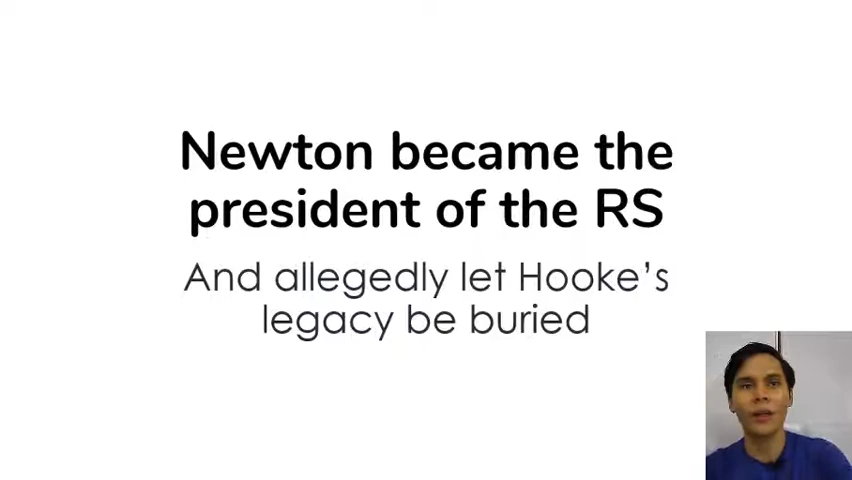 Newton became the
president of the RS
And allegedly let Hooke’s
legacy be buried